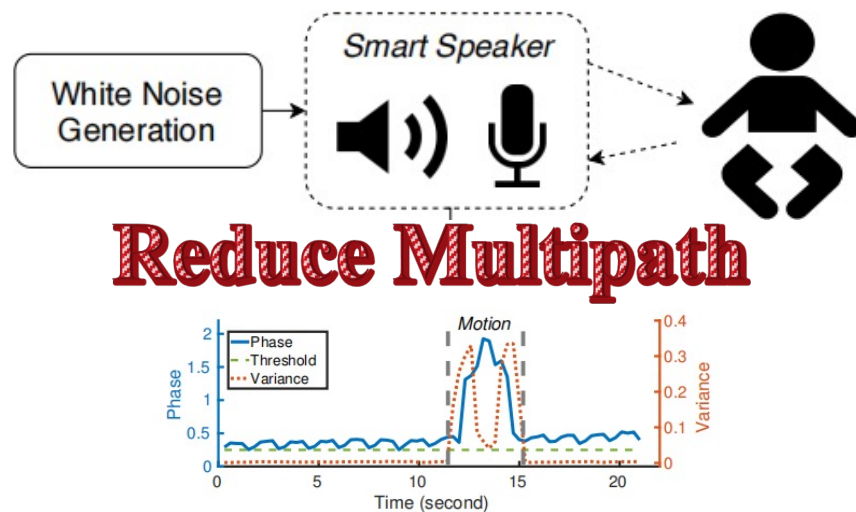 Smart Speaker
White Noise
Generation
Reduce Multipath
Motion
Phase
Threshold
Variance
Phase
2
1.5
1
0.5
0
0.4
0.3
0.2
0.1
0
Variance
0 5 10 15 20
Time (second)